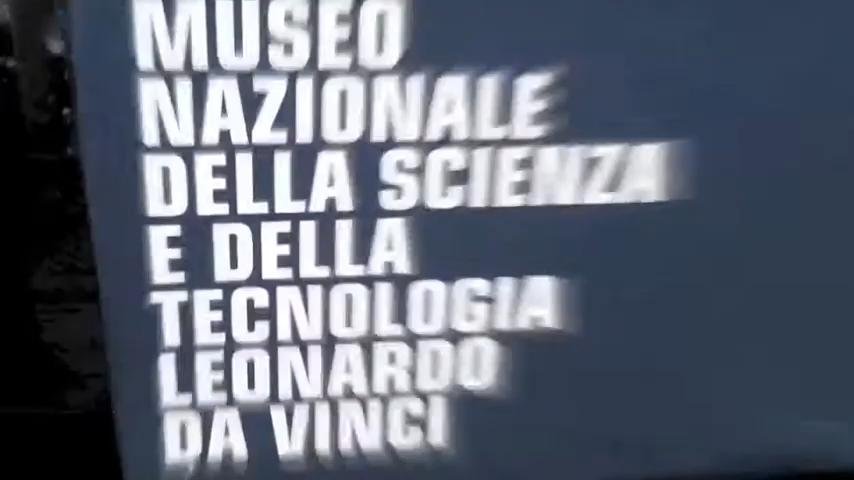 MUSEO
NAZIONALE
DELLA SCIENZA
E DELLA
TECNOLOGIA
LEONARDO
DA VINCI